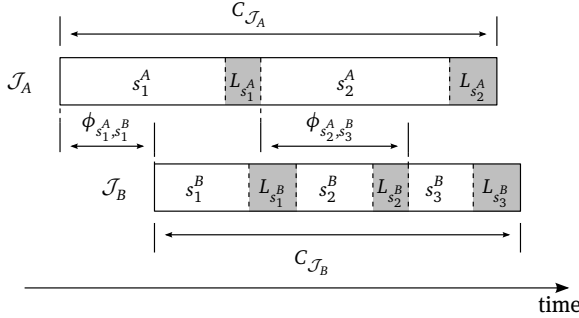 C_{𝒥_A}
𝒥_A s_1^A L_{s_1^A} s_2^A L_{s_2^A}
ϕ_{s_1^A,s_1^B} ϕ_{s_2^A,s_3^B}
𝒥_B s_1^B L_{s_1^B} s_2^B L_{s_2^B} s_3^B L_{s_3^B}
C_{𝒥_B}
time